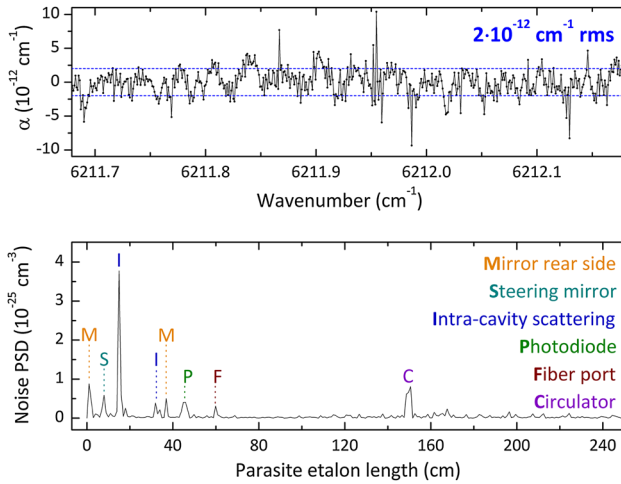 2·10⁻¹² cm⁻¹ rms
α (10⁻¹² cm⁻¹)
10
5
0
-5
-10
6211.7 6211.8 6211.9 6212.0 6212.1
Wavenumber (cm⁻¹)
Noise PSD (10⁻²⁵ cm⁻³)
4
3
2
1
0
I
M S I M P F C
Mirror rear side
Steering mirror
Intra-cavity scattering
Photodiode
Fiber port
Circulator
0 40 80 120 160 200 240
Parasite etalon length (cm)